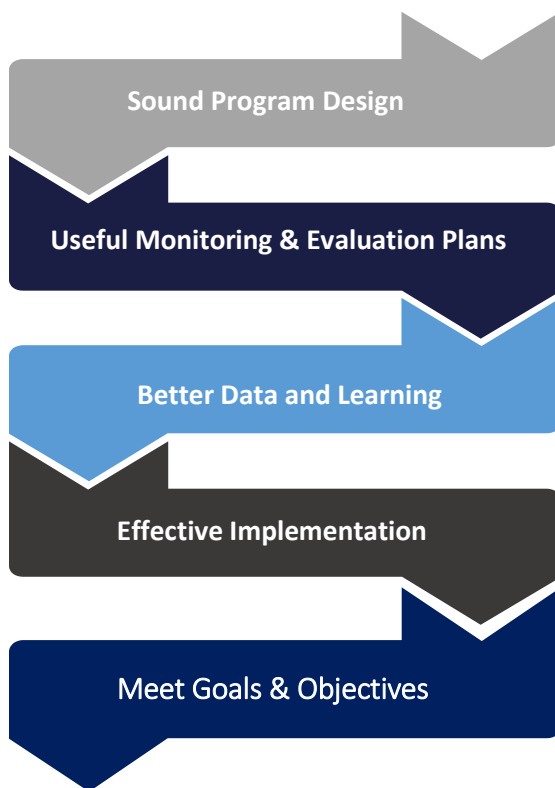 Sound Program Design
Useful Monitoring & Evaluation Plans
Better Data and Learning
Effective Implementation
Meet Goals & Objectives